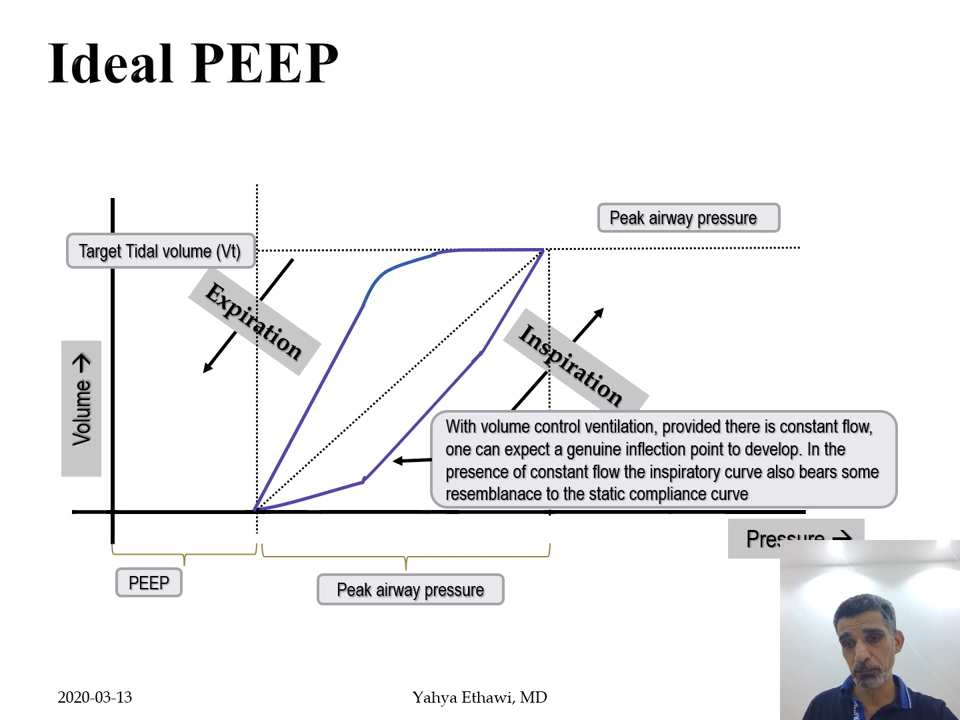 Ideal PEEP
Peak airway pressure
Target Tidal volume (Vt)
Expiration
Inspiration
Volume →
With volume control ventilation, provided there is constant flow,
one can expect a genuine inflection point to develop. In the
presence of constant flow the inspiratory curve also bears some
resemblanace to the static compliance curve
Pressure →
PEEP
Peak airway pressure
2020-03-13
Yahya Ethawi, MD